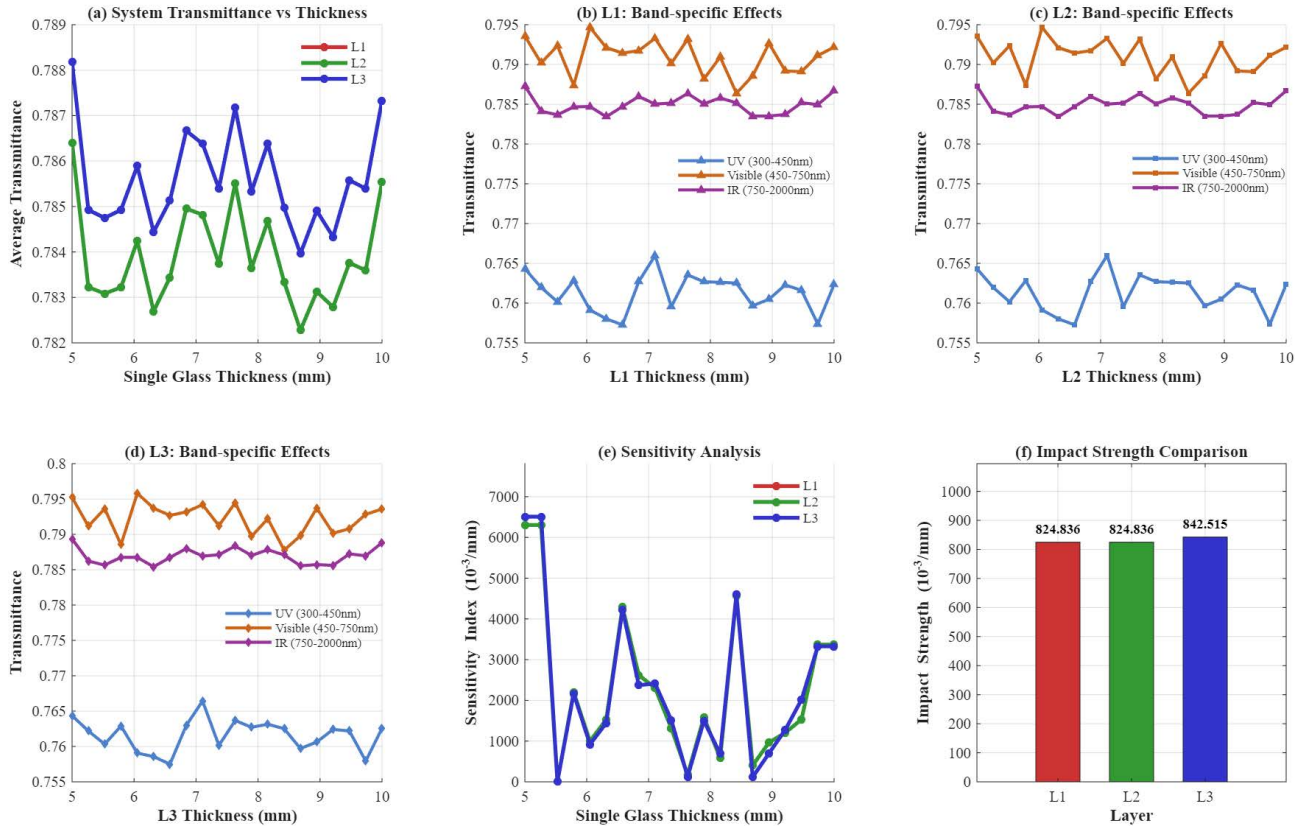 (a) System Transmittance vs Thickness
0.789
0.788
0.787
0.786
0.785
0.784
0.783
0.782
Average Transmittance
L1
L2
L3
5 6 7 8 9 10
Single Glass Thickness (mm)
(b) L1: Band-specific Effects
0.795
0.79
0.785
0.78
0.775
0.77
0.765
0.76
0.755
Transmittance
UV (300-450nm)
Visible (450-750nm)
IR (750-2000nm)
5 6 7 8 9 10
L1 Thickness (mm)
(c) L2: Band-specific Effects
0.795
0.79
0.785
0.78
0.775
0.77
0.765
0.76
0.755
Transmittance
UV (300-450nm)
Visible (450-750nm)
IR (750-2000nm)
5 6 7 8 9 10
L2 Thickness (mm)
(d) L3: Band-specific Effects
0.8
0.795
0.79
0.785
0.78
0.775
0.77
0.765
0.76
0.755
Transmittance
UV (300-450nm)
Visible (450-750nm)
IR (750-2000nm)
5 6 7 8 9 10
L3 Thickness (mm)
(e) Sensitivity Analysis
7000
6000
5000
4000
3000
2000
1000
0
Sensitivity Index (10⁻³/mm)
L1
L2
L3
5 6 7 8 9 10
Single Glass Thickness (mm)
(f) Impact Strength Comparison
1000
900
800
700
600
500
400
300
200
100
0
Impact Strength (10⁻³/mm)
824.836 824.836 842.515
L1 L2 L3
Layer